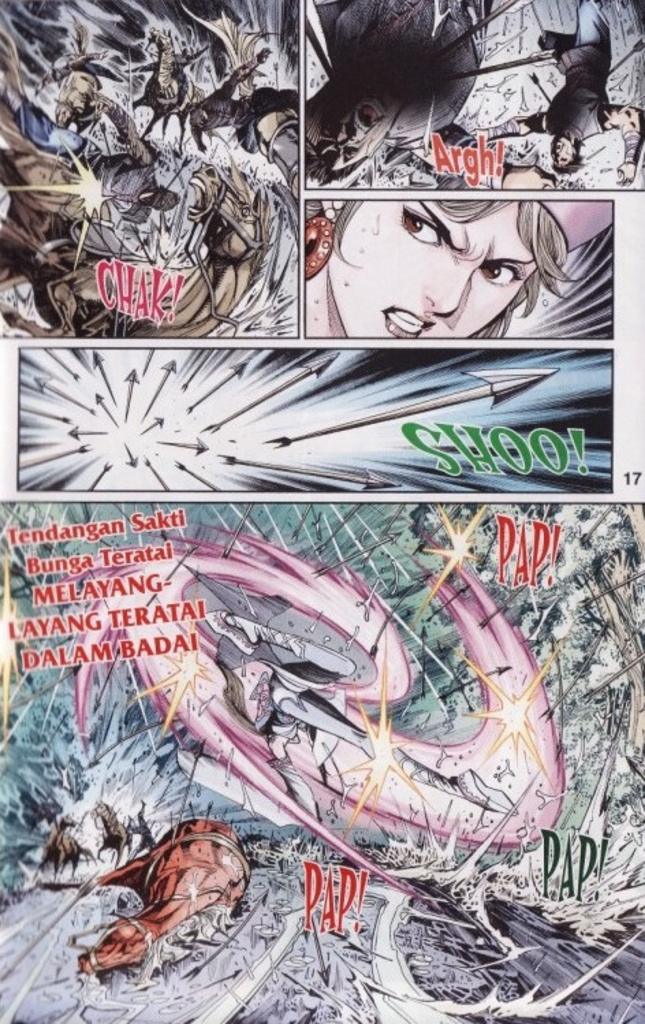 Argh!
CHAK!
SHOO!
17
Tendangan Sakti
Bunga Teratai
MELAYANG-
LAYANG TERATAI
DALAM BADAI
PAP!
PAP!
PAP!